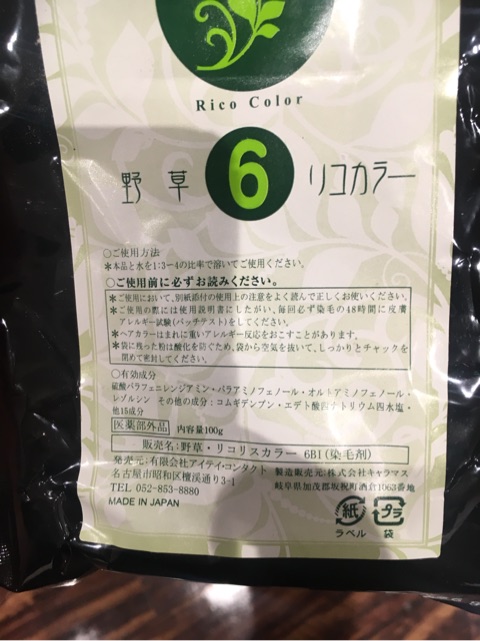 Rico Color
野草 6 リコカラー
○ご使用方法
＊本品と水を1:3ー4の比率で溶いてご使用ください。
○ご使用前に必ずお読みください。
＊ご使用において、別紙添付の使用上の注意をよく読んで正しくお使いください。
＊ご使用の際には使用説明書にしたがい、毎回必ず染毛の48時間に皮膚
アレルギー試験(パッチテスト)をしてください。
＊ヘアカラーはまれに重いアレルギー反応をおこすことがあります。
＊袋に残った粉は酸化を防ぐため、袋から空気を抜いて、しっかりとチャックを
閉めて密封してください。
○有効成分
硫酸パラフェニレンジアミン・パラアミノフェノール・オルトアミノフェノール・
レゾルシン その他の成分：コムギデンプン・エデト酸四ナトリウム四水塩・
他15成分
医薬部外品 内容量100g
販売名：野草・リコリスカラー 6BI(染毛剤)
発売元：有限会社アイテイ・コンタクト
名古屋市昭和区檀溪通り3-1
TEL 052-853-8880
MADE IN JAPAN
製造販売元：株式会社キャラマス
岐阜県加茂郡坂祝町酒倉1063番地
紙 プラ
ラベル 袋